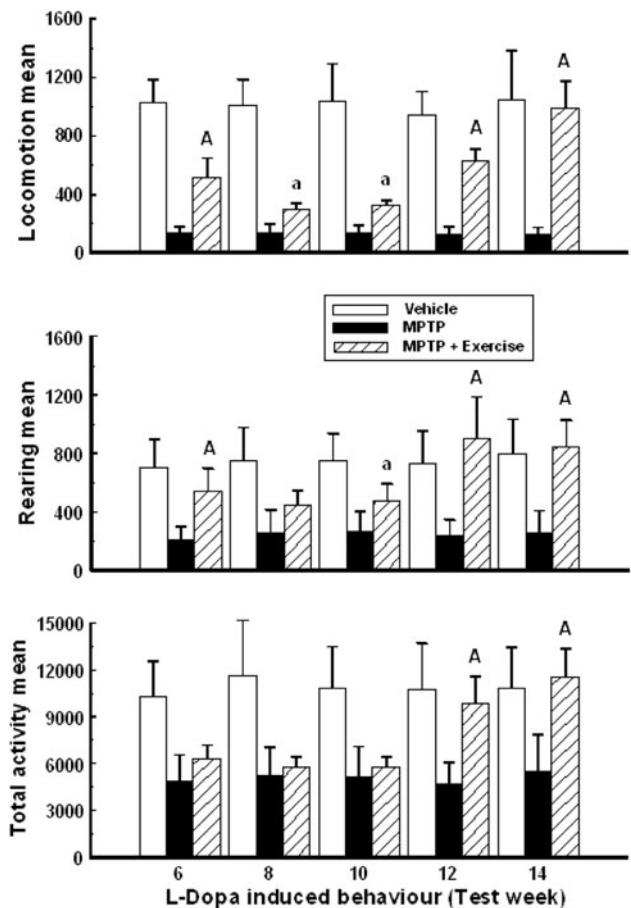 1600
1200
800
400
0
Locomotion mean
A
a
a
A
A
Vehicle
MPTP
MPTP + Exercise
1600
1200
800
400
0
Rearing mean
A
a
A
A
15000
12000
9000
6000
3000
0
Total activity mean
A
A
6 8 10 12 14
L-Dopa induced behaviour (Test week)